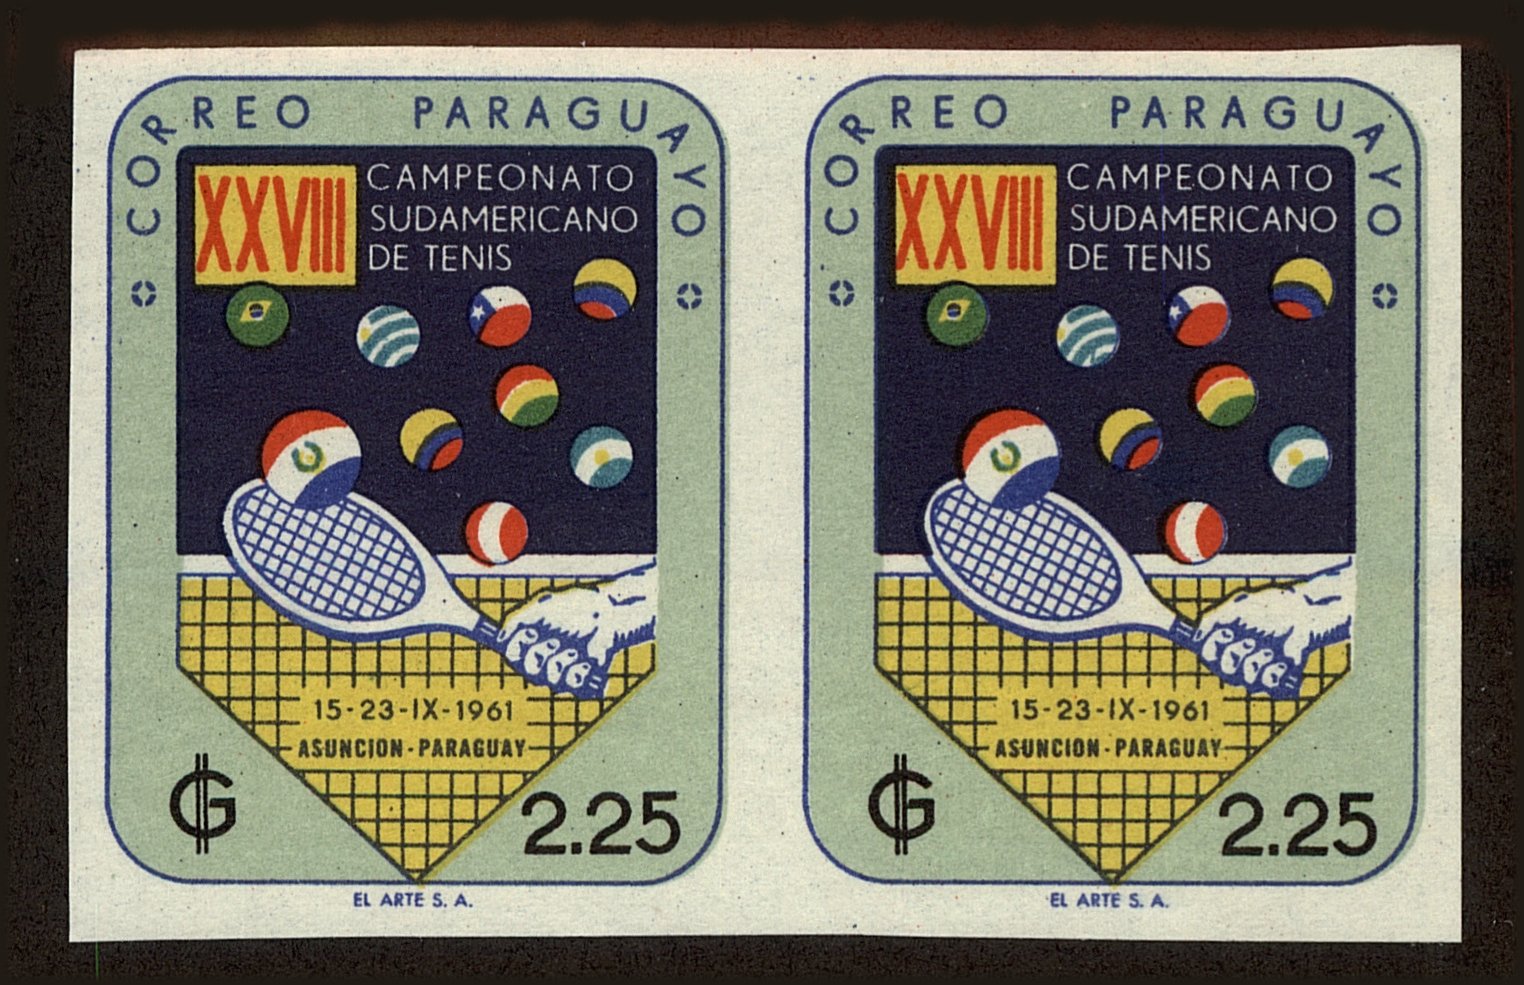 CORREO PARAGUAYO
XXVIII
CAMPEONATO
SUDAMERICANO
DE TENIS
15-23-IX-1961
ASUNCION-PARAGUAY
₲ 2.25
EL ARTE S. A.
CORREO PARAGUAYO
XXVIII
CAMPEONATO
SUDAMERICANO
DE TENIS
15-23-IX-1961
ASUNCION-PARAGUAY
₲ 2.25
EL ARTE S. A.